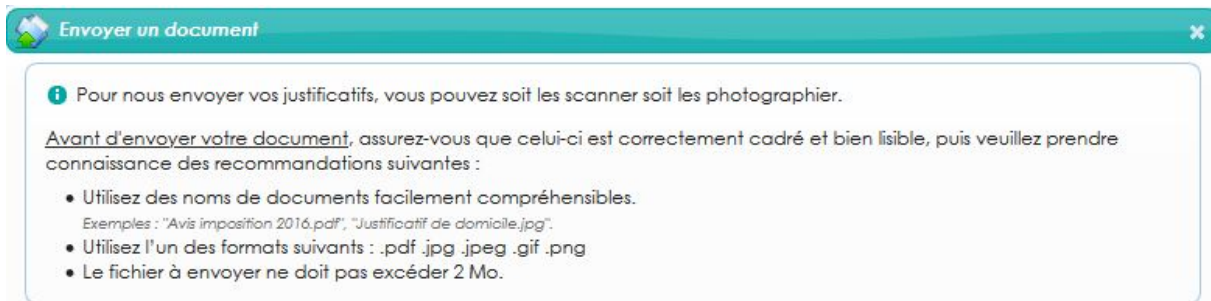 Envoyer un document
Pour nous envoyer vos justificatifs, vous pouvez soit les scanner soit les photographier.
Avant d'envoyer votre document, assurez-vous que celui-ci est correctement cadré et bien lisible, puis veuillez prendre
connaissance des recommandations suivantes :
• Utilisez des noms de documents facilement compréhensibles.
Exemples : "Avis imposition 2016.pdf", "Justificatif de domicile.jpg".
• Utilisez l'un des formats suivants : .pdf .jpg .jpeg .gif .png
• Le fichier à envoyer ne doit pas excéder 2 Mo.